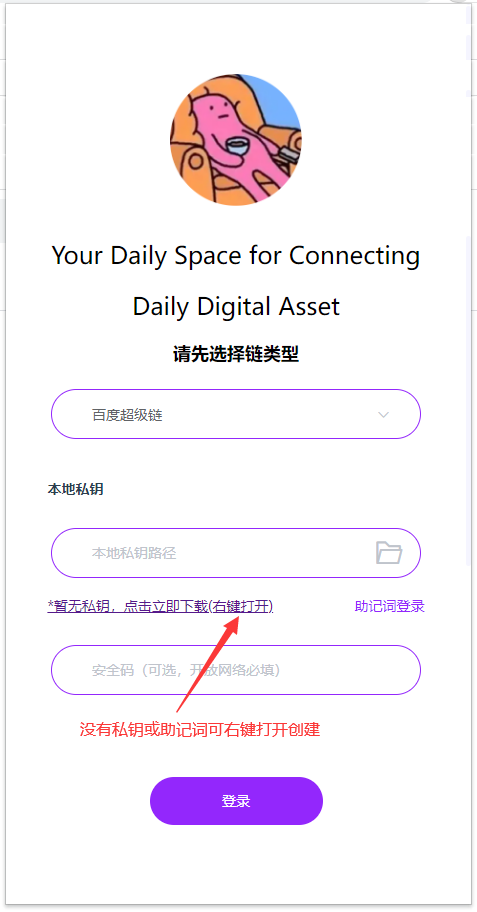 Your Daily Space for Connecting
Daily Digital Asset
请先选择链类型
百度超级链
本地私钥
本地私钥路径
*暂无私钥，点击立即下载(右键打开)
助记词登录
安全码（可选，开放网络必填）
没有私钥或助记词可右键打开创建
登录